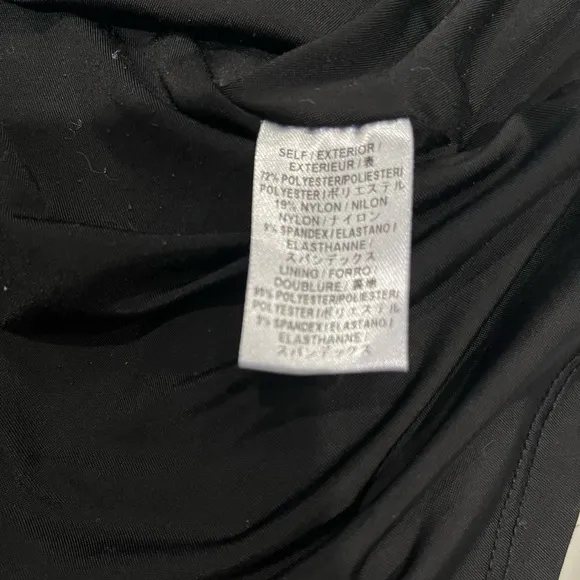 SELF/EXTERIOR/
EXTERIEUR/表
72% POLYESTER/POLIESTER/
POLYESTER/ポリエステル
19% NYLON/NILON
NYLON/ナイロン
9% SPANDEX/ELASTANO/
ELASTHANNE/
スパンデックス
LINING/FORRO/
DOUBLURE/裏地
POLYESTER/POLIESTER/
POLYESTER/ポリエステル
SPANDEX/ELASTANO/
ELASTHANNE/
スパンデックス